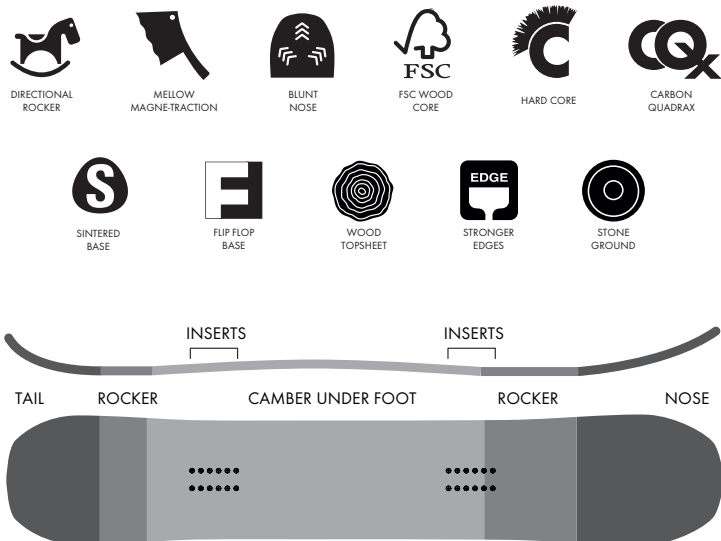 FSC
C
CQX
DIRECTIONAL
ROCKER
MELLOW
MAGNE-TRACTION
BLUNT
NOSE
FSC WOOD
CORE
HARD CORE
CARBON
QUADRAX
S
F
EDGE
SINTERED
BASE
FLIP FLOP
BASE
WOOD
TOPSHEET
STRONGER
EDGES
STONE
GROUND
INSERTS
INSERTS
TAIL
ROCKER
CAMBER UNDER FOOT
ROCKER
NOSE